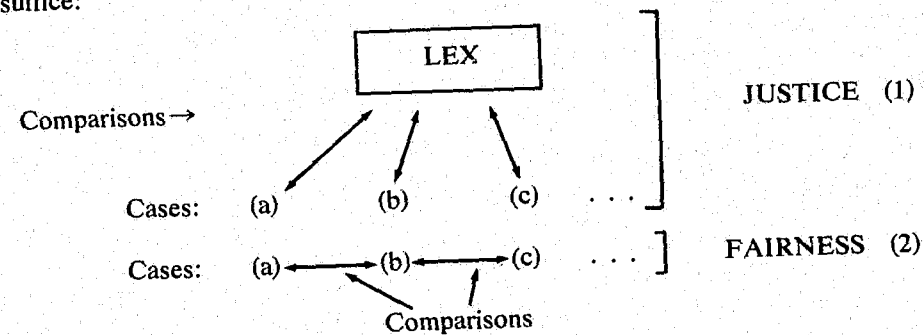 suffice:
LEX
JUSTICE (1)
Comparisons→
Cases: (a) (b) (c) ...
Cases: (a) (b) (c) ... FAIRNESS (2)
Comparisons